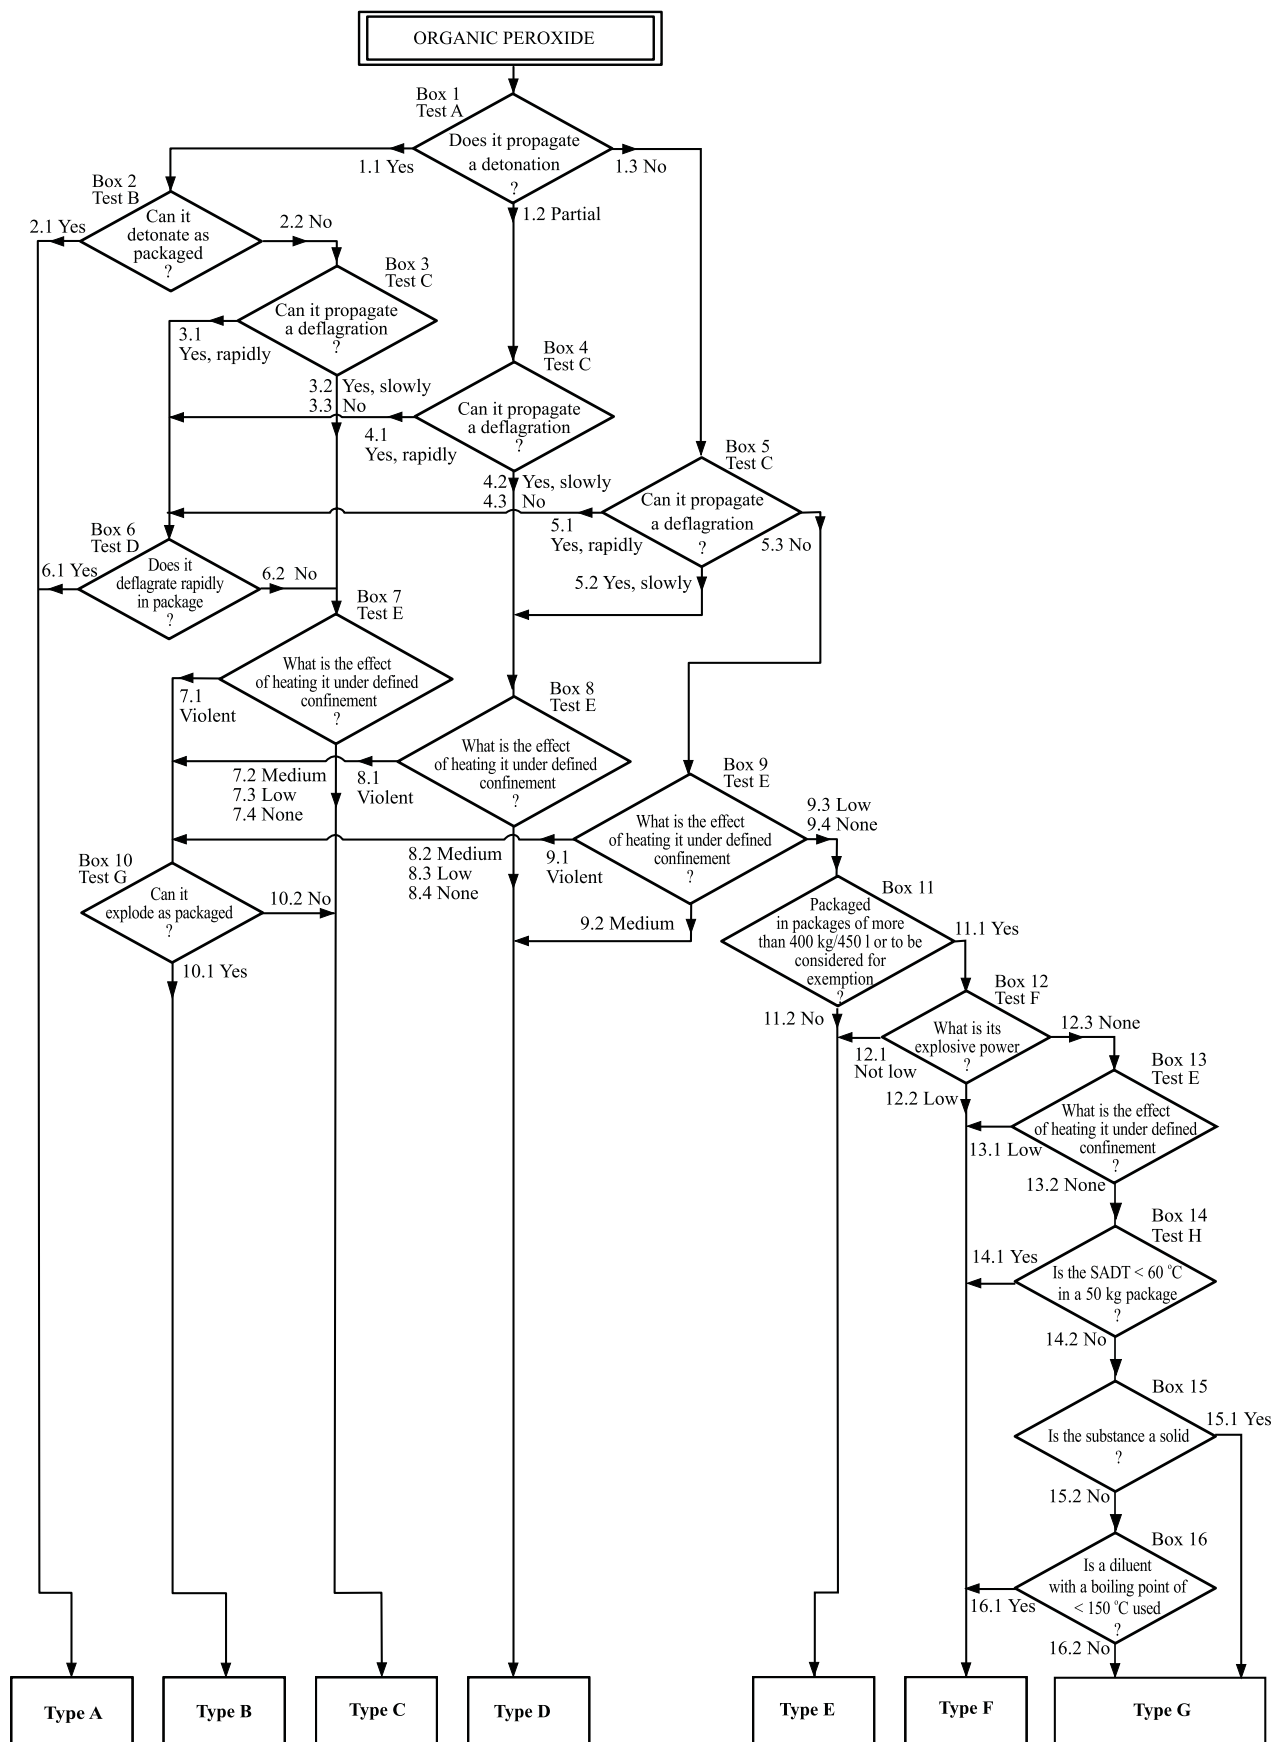 ORGANIC PEROXIDE
Box 1
Test A
Does it propagate
a detonation
?
1.1 Yes
1.3 No
1.2 Partial
Box 2
Test B
Can it
detonate as
packaged
?
2.1 Yes
2.2 No
Box 3
Test C
Can it propagate
a deflagration
?
3.1
Yes, rapidly
3.2 Yes, slowly
3.3 No
Box 4
Test C
Can it propagate
a deflagration
?
4.1
Yes, rapidly
4.2 Yes, slowly
4.3 No
Box 5
Test C
Can it propagate
a deflagration
?
5.1
Yes, rapidly
5.3 No
5.2 Yes, slowly
Box 6
Test D
Does it
deflagrate rapidly
in package
?
6.1 Yes
6.2 No
Box 7
Test E
What is the effect
of heating it under defined
confinement
?
7.1
Violent
7.2 Medium
7.3 Low
7.4 None
Box 8
Test E
What is the effect
of heating it under defined
confinement
?
8.1
Violent
8.2 Medium
8.3 Low
8.4 None
Box 9
Test E
What is the effect
of heating it under defined
confinement
?
9.1
Violent
9.3 Low
9.4 None
9.2 Medium
Box 10
Test G
Can it
explode as packaged
?
10.2 No
10.1 Yes
Box 11
Packaged
in packages of more
than 400 kg/450 l or to be
considered for
exemption
?
11.1 Yes
11.2 No
Box 12
Test F
What is its
explosive power
?
12.1
Not low
12.3 None
12.2 Low
Box 13
Test E
What is the effect
of heating it under defined
confinement
?
13.1 Low
13.2 None
Box 14
Test H
Is the SADT < 60 °C
in a 50 kg package
?
14.1 Yes
14.2 No
Box 15
Is the substance a solid
?
15.1 Yes
15.2 No
Box 16
Is a diluent
with a boiling point of
< 150 °C used
?
16.1 Yes
16.2 No
Type A
Type B
Type C
Type D
Type E
Type F
Type G